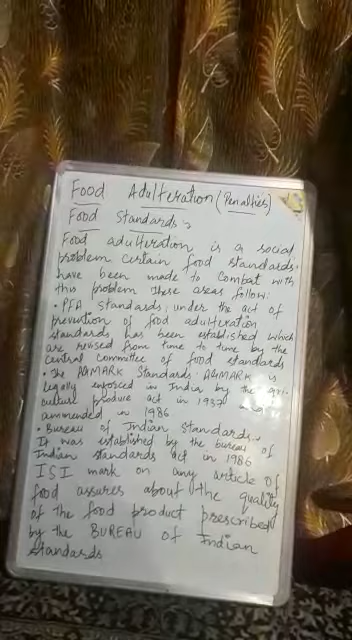 Food Adulteration (Penalties)
Food Standards:
Food adulteration is a social
problem certain food standards
have been made to combat with
this problem these areas follow:
• PFA standards, under the act of
prevention of food adulteration
standards has been established which
are revised from time to time by the
central committee of food standards
• The AGMARK Standards: AGMARK is
legally enforced in India by the agri-
culture produce act in 1937
ammended in 1986
• Bureau of Indian Standards.
It was established by the bureau of
Indian standards act in 1986
ISI mark on any article of
food assures about the quality
of the food product prescribed
by the BUREAU of Indian
Standards